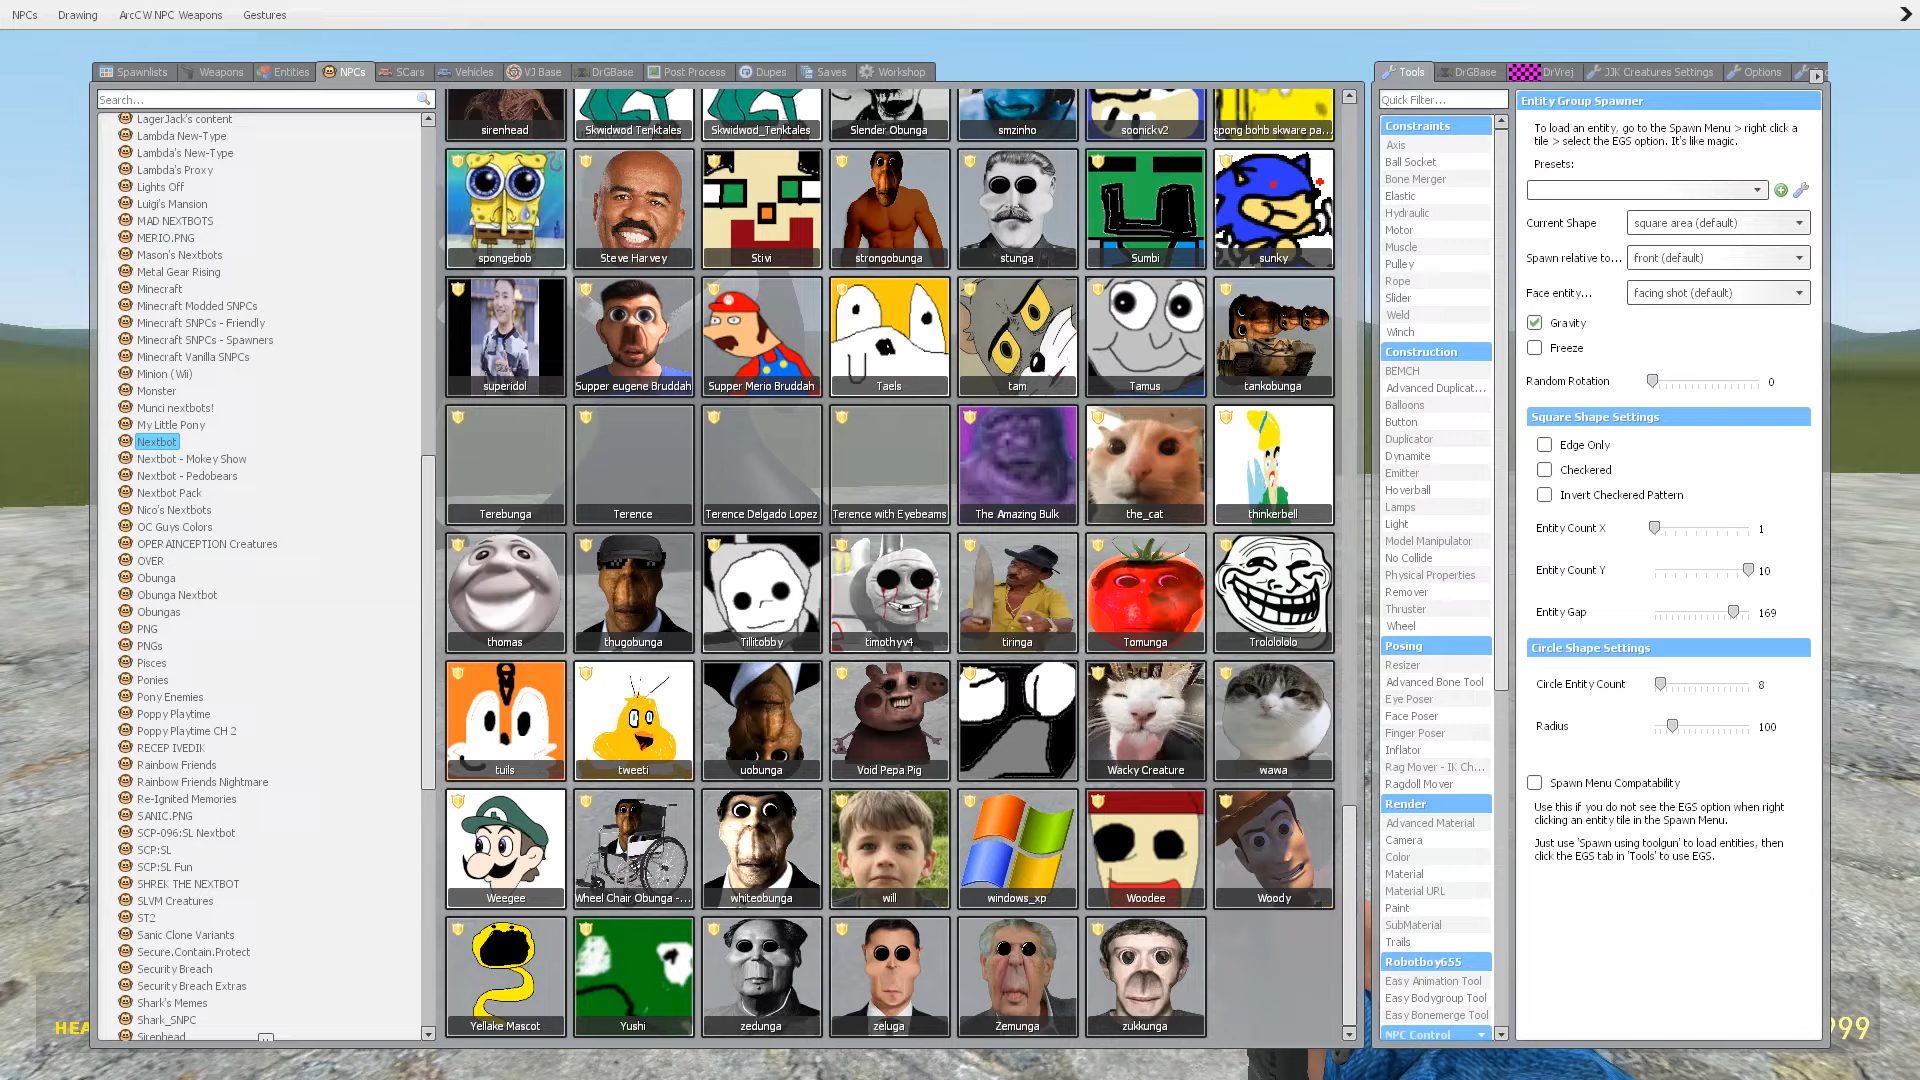 NPCs Drawing ArcCW NPC Weapons Gestures
Spawnlists Weapons Entities NPCs SCars Vehicles VJ Base DrGBase Post Process Dupes Saves Workshop
Search...
LagerJack's content
Lambda New-Type
Lambda's New-Type
Lambda's Proxy
Lights Off
Luigi's Mansion
MAD NEXTBOTS
MERIO.PNG
Mason's Nextbots
Metal Gear Rising
Minecraft
Minecraft Modded SNPCs
Minecraft SNPCs - Friendly
Minecraft SNPCs - Spawners
Minecraft Vanilla SNPCs
Minion (Wii)
Monster
Munci nextbots!
My Little Pony
Nextbot
Nextbot - Mokey Show
Nextbot - Pedobears
Nextbot Pack
Nico's Nextbots
OC Guys Colors
OPERAINCEPTION Creatures
OVER
Obunga
Obunga Nextbot
Obungas
PNG
PNGs
Pisces
Ponies
Pony Enemies
Poppy Playtime
Poppy Playtime CH 2
RECEP IVEDIK
Rainbow Friends
Rainbow Friends Nightmare
Re-Ignited Memories
SANIC.PNG
SCP-096:SL Nextbot
SCP:SL
SCP:SL Fun
SHREK THE NEXTBOT
SLVM Creatures
ST2
Sanic Clone Variants
Secure.Contain.Protect
Security Breach
Security Breach Extras
Shark's Memes
Shark_SNPC
Sirenhead
sirenhead Skwidwod Tenktales Skwidwod_Tenktales Slender Obunga smzinho soonickv2 spong bohb skware pa...
spongebob Steve Harvey Stivi strongobunga stunga Sumbi sunky
superidol Supper eugene Bruddah Supper Merio Bruddah Taels tam Tamus tankobunga
Terebunga Terence Terence Delgado Lopez Terence with Eyebeams The Amazing Bulk the_cat thinkerbell
thomas thugobunga Tillitobby timothyv4 tiringa Tomunga Trolololo
tuils tweeti uobunga Void Pepa Pig Wacky Creature wawa
Weegee Wheel Chair Obunga -... whiteobunga will windows_xp Woodee Woody
Yellake Mascot Yushi zedunga zeluga Zemunga zukkunga
Tools DrGBase DrVrej JJK Creatures Settings Options
Quick Filter...
Constraints
Axis
Ball Socket
Bone Merger
Elastic
Hydraulic
Motor
Muscle
Pulley
Rope
Slider
Weld
Winch
Construction
BEMCH
Advanced Duplicat...
Balloons
Button
Duplicator
Dynamite
Emitter
Hoverball
Lamps
Light
Model Manipulator
No Collide
Physical Properties
Remover
Thruster
Wheel
Posing
Resizer
Advanced Bone Tool
Eye Poser
Face Poser
Finger Poser
Inflator
Rag Mover - IK Ch...
Ragdoll Mover
Render
Advanced Material
Camera
Color
Material
Material URL
Paint
SubMaterial
Trails
Robotboy655
Easy Animation Tool
Easy Bodygroup Tool
Easy Bonemerge Tool
NPC Control
Entity Group Spawner
To load an entity, go to the Spawn Menu > right click a
tile > select the EGS option. It's like magic.
Presets:
Current Shape square area (default)
Spawn relative to... front (default)
Face entity... facing shot (default)
Gravity
Freeze
Random Rotation 0
Square Shape Settings
Edge Only
Checkered
Invert Checkered Pattern
Entity Count X 1
Entity Count Y 10
Entity Gap 169
Circle Shape Settings
Circle Entity Count 8
Radius 100
Spawn Menu Compatability
Use this if you do not see the EGS option when right
clicking an entity tile in the Spawn Menu.
Just use 'Spawn using toolgun' to load entities, then
click the EGS tab in 'Tools' to use EGS.
HEA
999